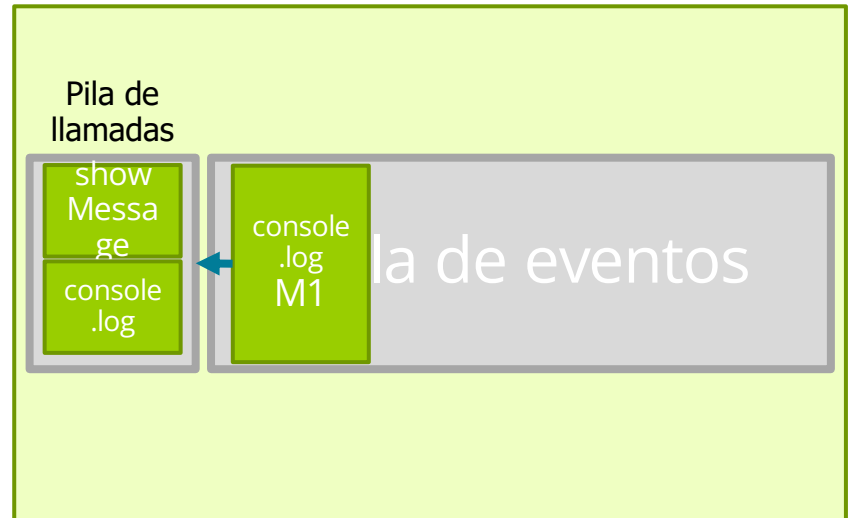 Pila de
llamadas
show
Messa
ge
console
.log
console
.log
M1
la de eventos